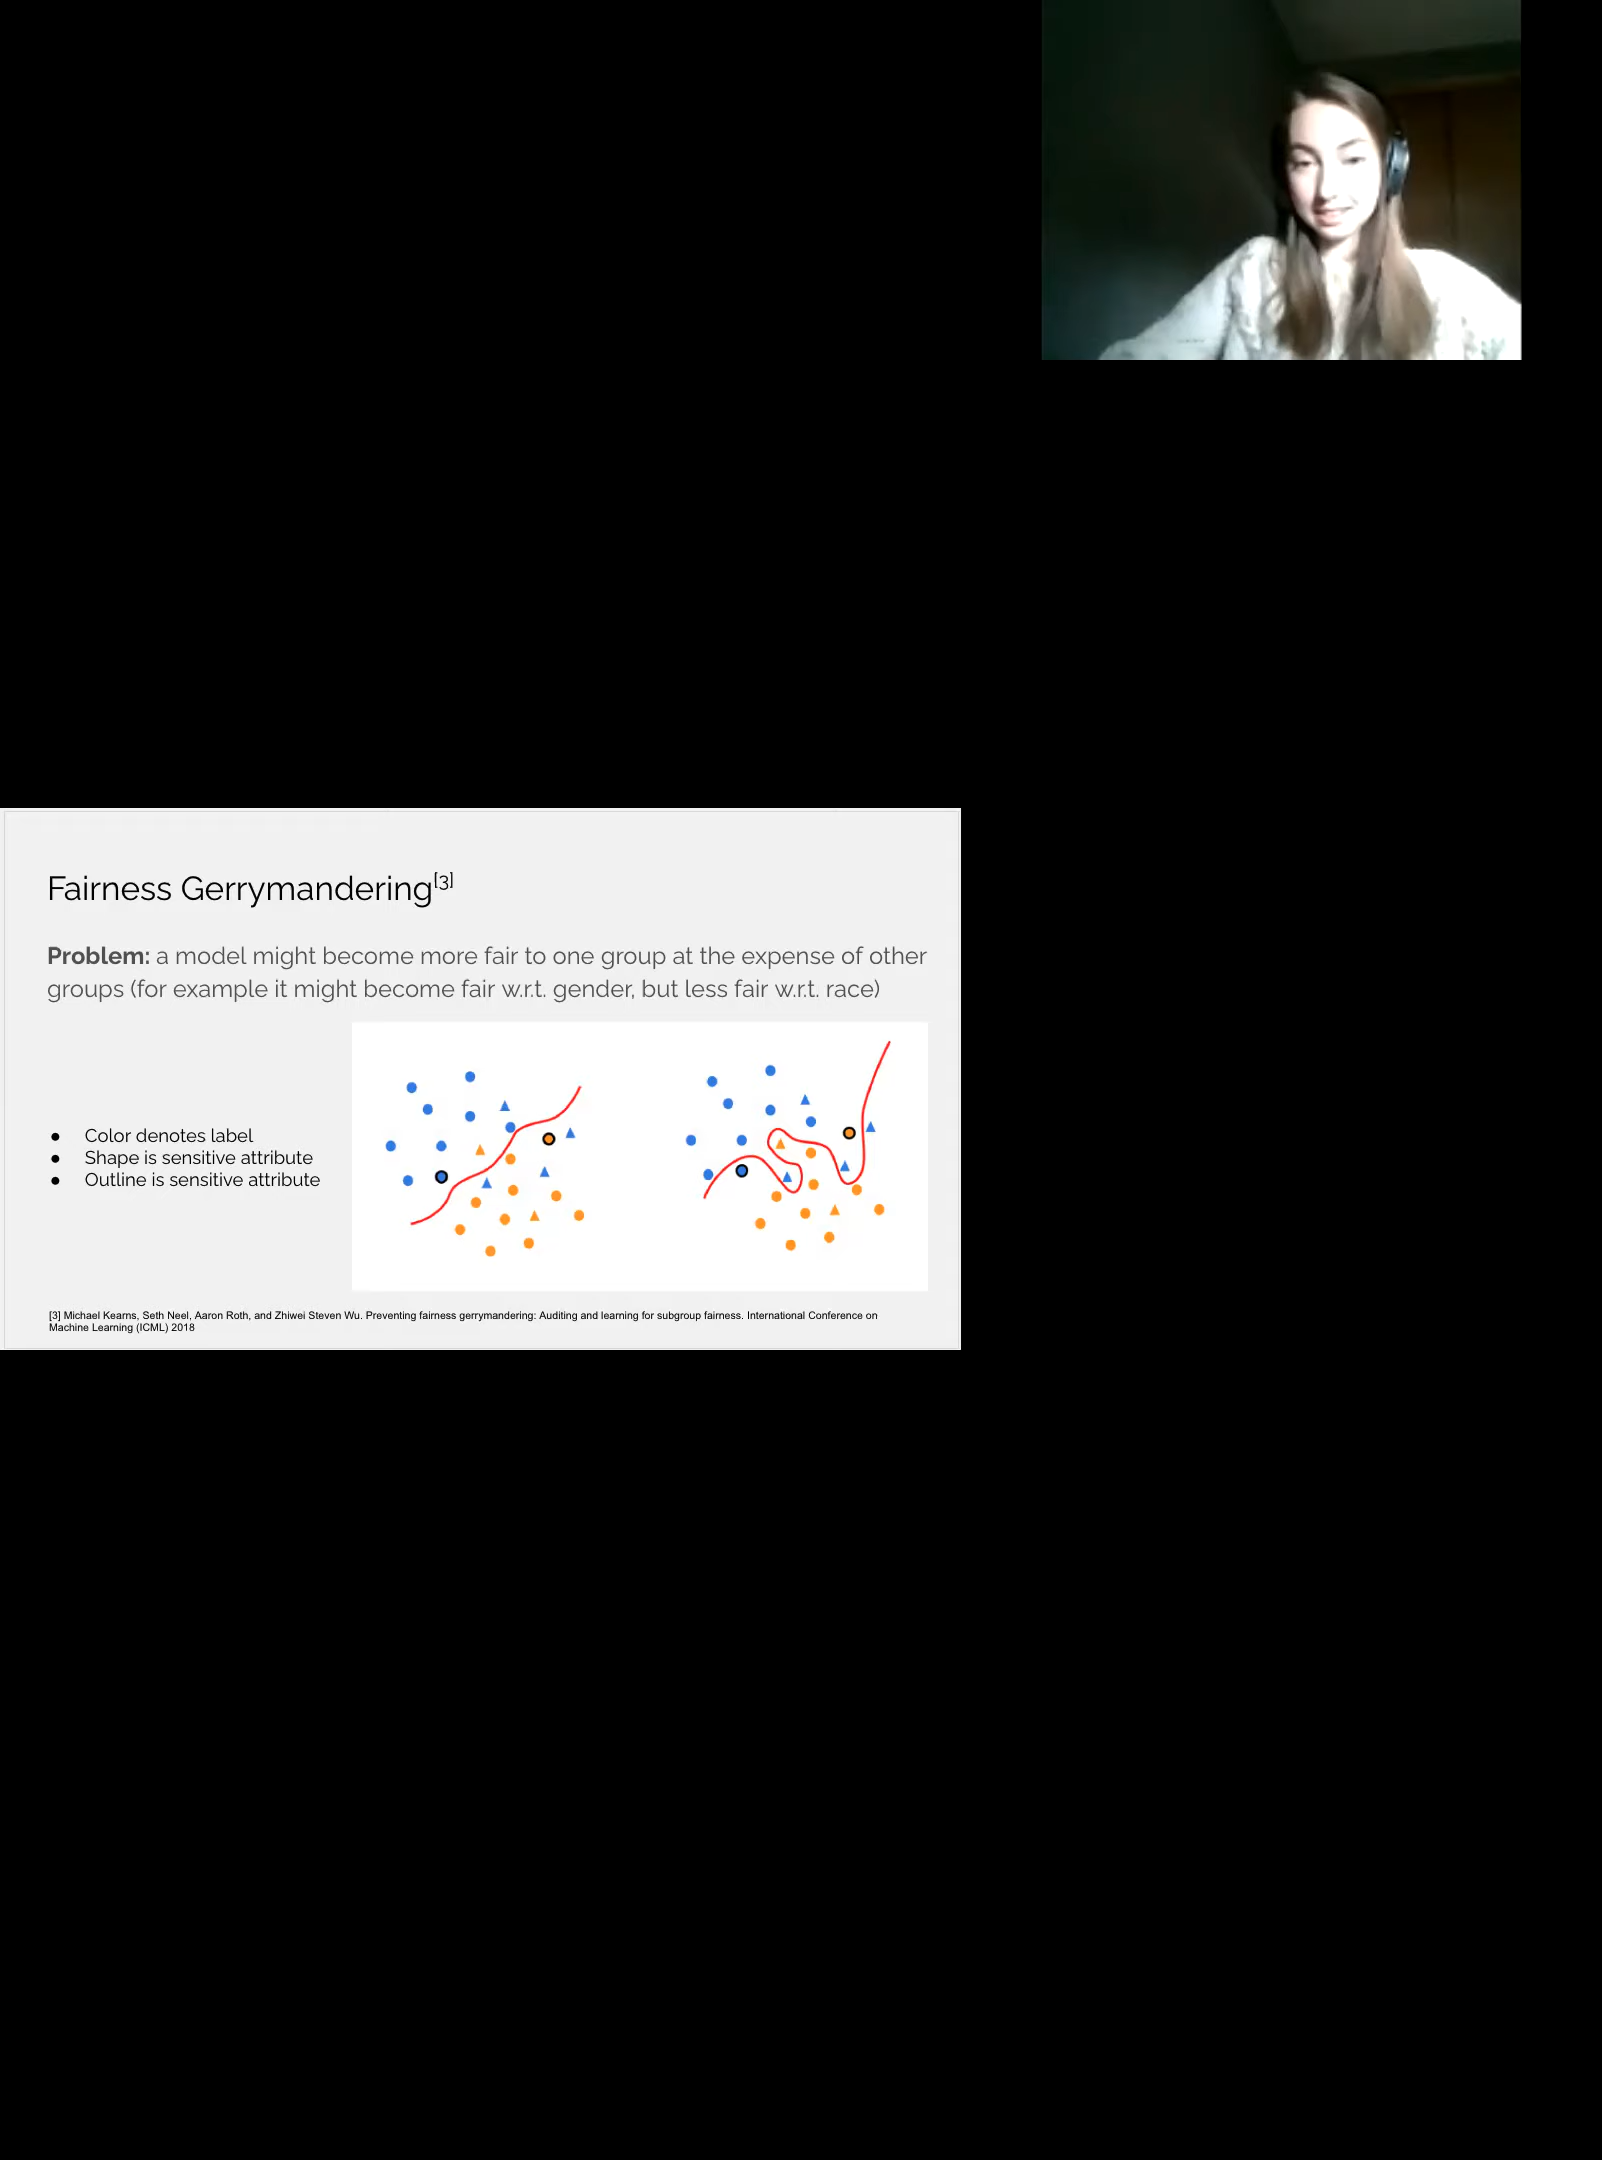 Fairness Gerrymandering[3]
Problem: a model might become more fair to one group at the expense of other
groups (for example it might become fair w.r.t. gender, but less fair w.r.t. race)
● Color denotes label
● Shape is sensitive attribute
● Outline is sensitive attribute
[3] Michael Kearns, Seth Neel, Aaron Roth, and Zhiwei Steven Wu. Preventing fairness gerrymandering: Auditing and learning for subgroup fairness. International Conference on
Machine Learning (ICML) 2018